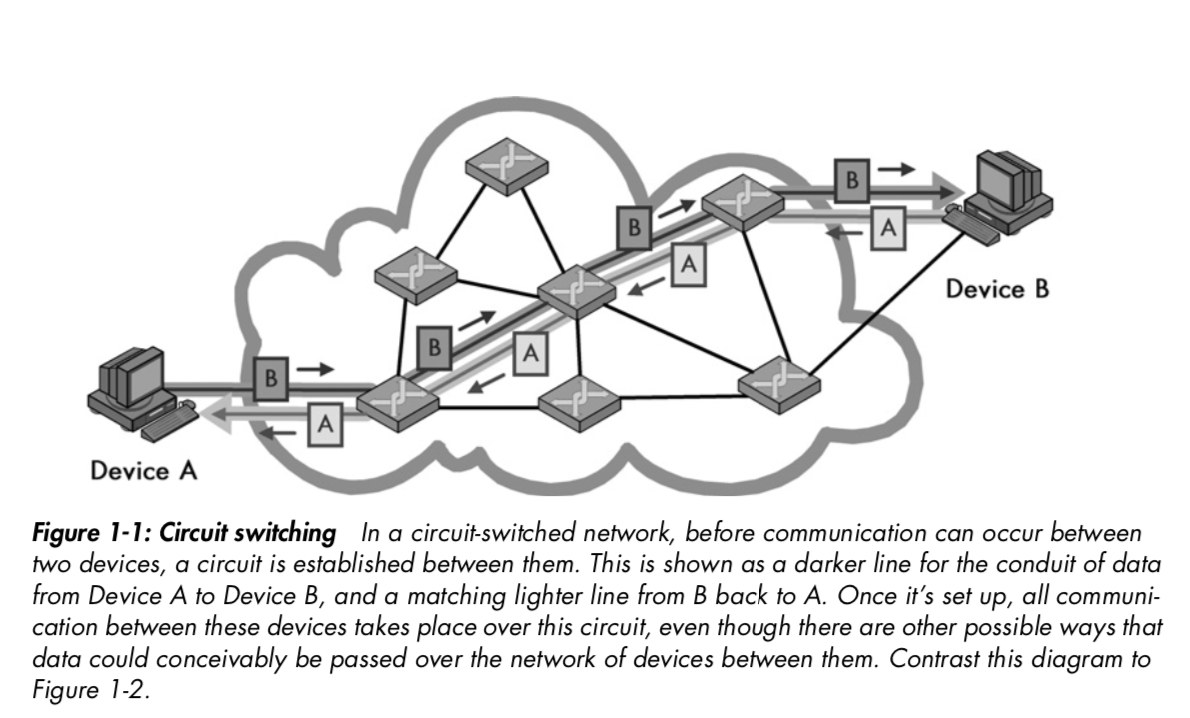 B
A
B
A
Device B
B
A
B
A
Device A
Figure 1-1: Circuit switching In a circuit-switched network, before communication can occur between
two devices, a circuit is established between them. This is shown as a darker line for the conduit of data
from Device A to Device B, and a matching lighter line from B back to A. Once it’s set up, all communi-
cation between these devices takes place over this circuit, even though there are other possible ways that
data could conceivably be passed over the network of devices between them. Contrast this diagram to
Figure 1-2.